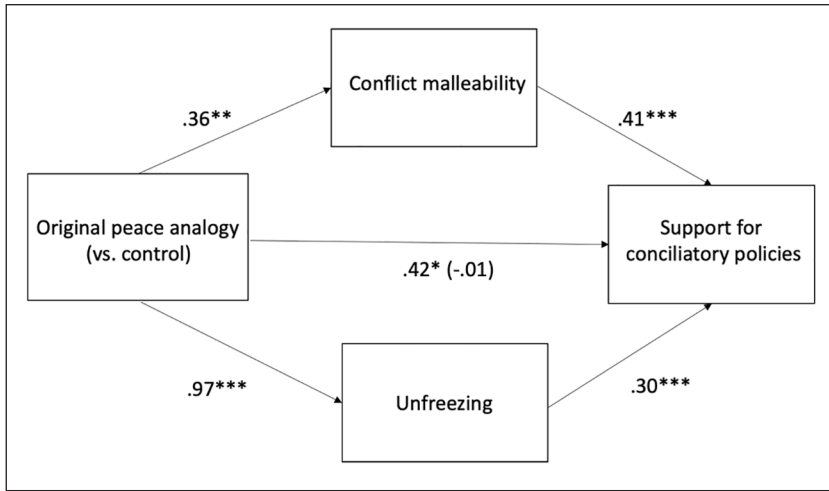 Conflict malleability
.36**
.41***
Original peace analogy
(vs. control)
Support for
conciliatory policies
.42* (-.01)
.97***
Unfreezing
.30***